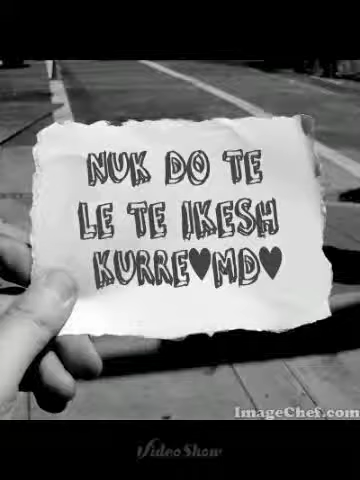 NUK DO TE
LE TE IKESH
KURRE♥MD♥
ImageChef.com
VideoShow